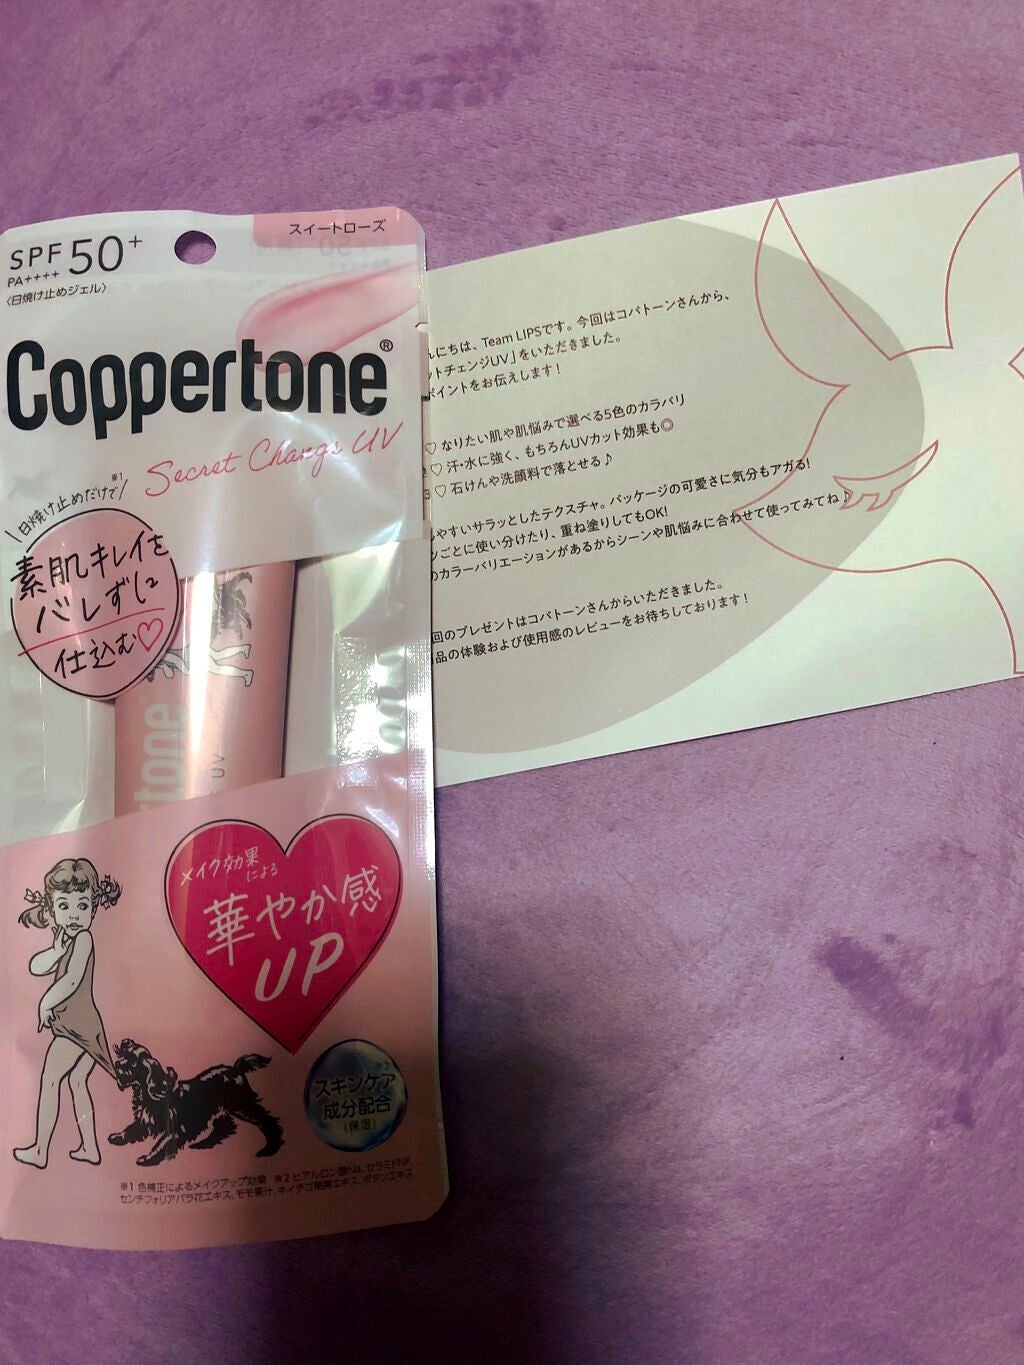 スイートローズ
SPF 50+
PA++++
〈日焼け止めジェル〉
Coppertone®
Secret Change UV
\日焼け止めだけで/※1
素肌キレイを
バレずに
仕込む♡
UV
メイク効果
による
華やか感
UP
※2
スキンケア
成分配合
(保湿)
※1 色補正によるメイクアップ効果 ※2 ヒアルロン酸Na、セラミドNP、
センチフォリアバラ花エキス、モモ果汁、キイチゴ果実エキス、ボタンエキス
んにちは、Team LIPSです。今回はコパトーンさんから、
ットチェンジUV」をいただきました。
ポイントをお伝えします！
♡ なりたい肌や肌悩みで選べる5色のカラバリ
♡ 汗・水に強く、もちろんUVカット効果も◎
3 ♡ 石けんや洗顔料で落とせる♪
やすいサラッとしたテクスチャ。パッケージの可愛さに気分もアガる!
ごとに使い分けたり、重ね塗りしてもOK!
のカラーバリエーションがあるからシーンや肌悩みに合わせて使ってみてね♪
回のプレゼントはコパトーンさんからいただきました。
品の体験および使用感のレビューをお待ちしております！